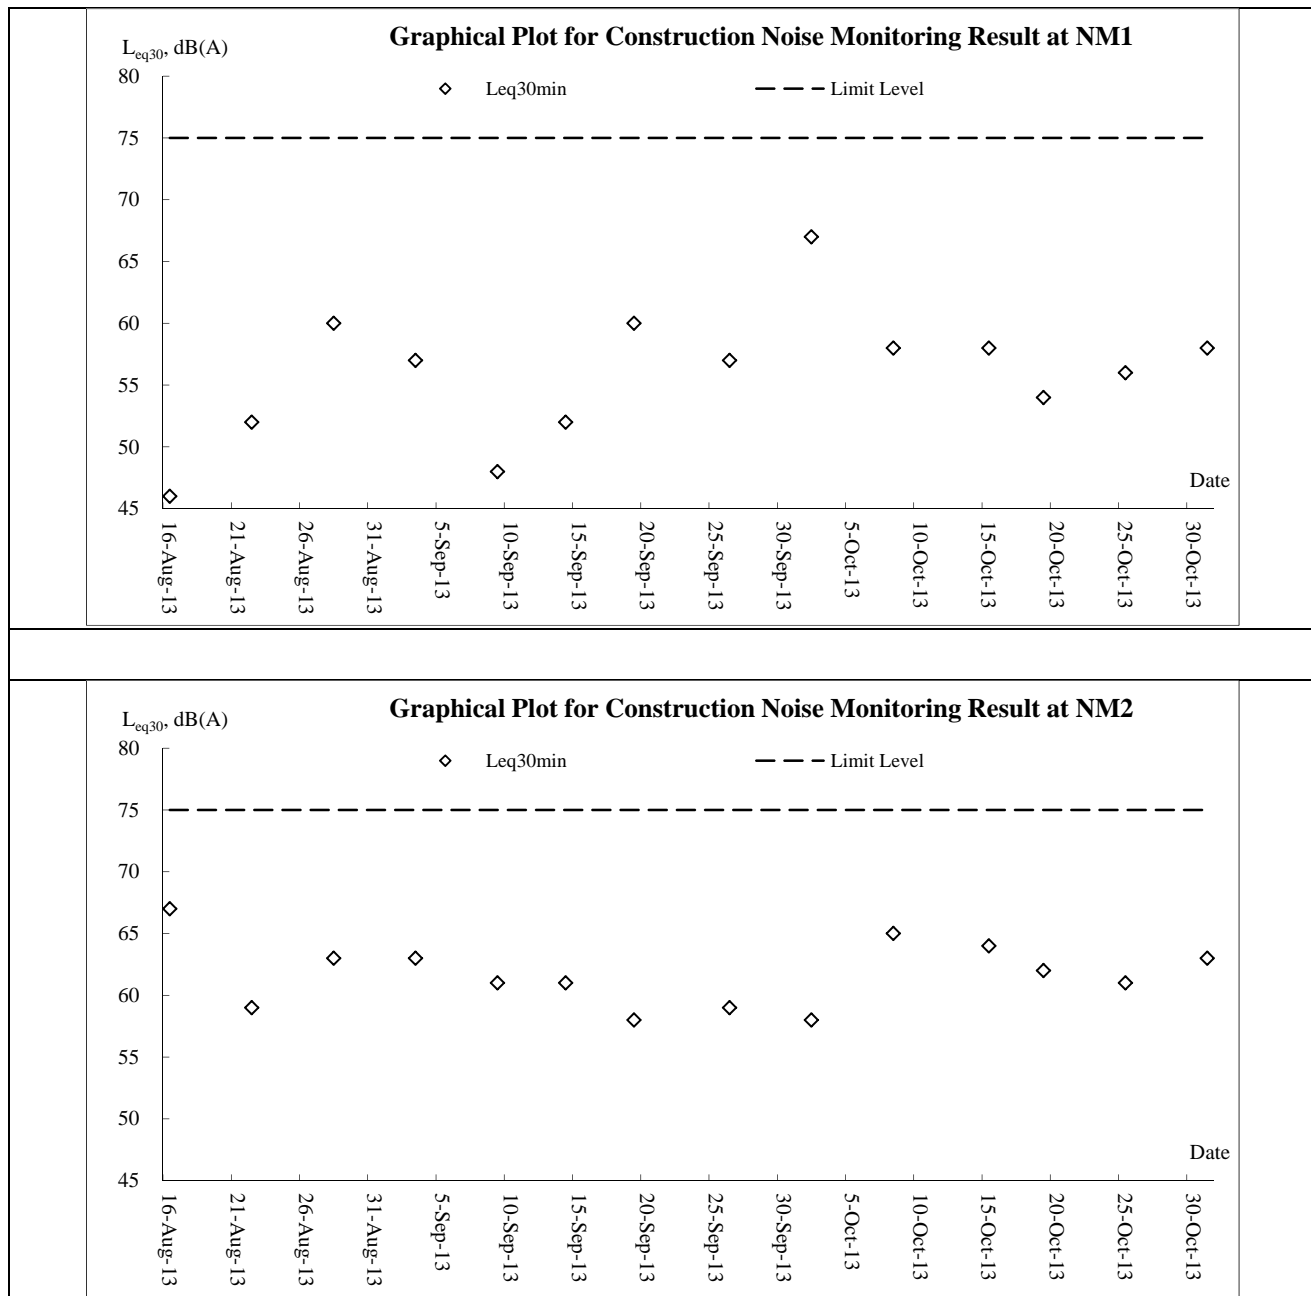 Graphical Plot for Construction Noise Monitoring Result at NM1
Leq30, dB(A)
Leq30min
Limit Level
80
75
70
65
60
55
50
45
Date
16-Aug-13
21-Aug-13
26-Aug-13
31-Aug-13
5-Sep-13
10-Sep-13
15-Sep-13
20-Sep-13
25-Sep-13
30-Sep-13
5-Oct-13
10-Oct-13
15-Oct-13
20-Oct-13
25-Oct-13
30-Oct-13
Graphical Plot for Construction Noise Monitoring Result at NM2
Leq30, dB(A)
Leq30min
Limit Level
80
75
70
65
60
55
50
45
Date
16-Aug-13
21-Aug-13
26-Aug-13
31-Aug-13
5-Sep-13
10-Sep-13
15-Sep-13
20-Sep-13
25-Sep-13
30-Sep-13
5-Oct-13
10-Oct-13
15-Oct-13
20-Oct-13
25-Oct-13
30-Oct-13